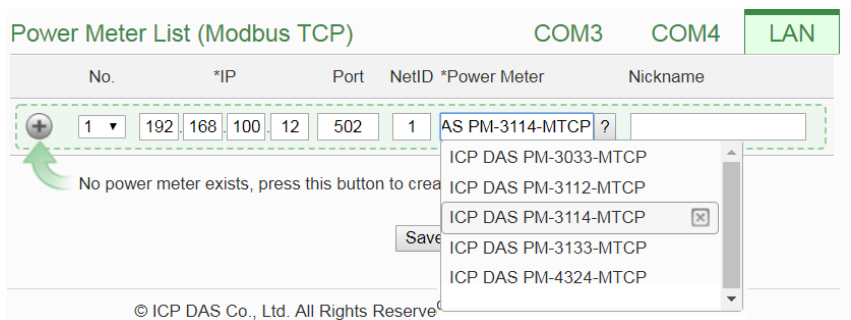 Power Meter List (Modbus TCP) COM3 COM4 LAN
No. *IP Port NetID *Power Meter Nickname
1 192 . 168 . 100 . 12 502 1 AS PM-3114-MTCP ?
ICP DAS PM-3033-MTCP
No power meter exists, press this button to crea
ICP DAS PM-3112-MTCP
ICP DAS PM-3114-MTCP
Save
ICP DAS PM-3133-MTCP
ICP DAS PM-4324-MTCP
© ICP DAS Co., Ltd. All Rights Reserve